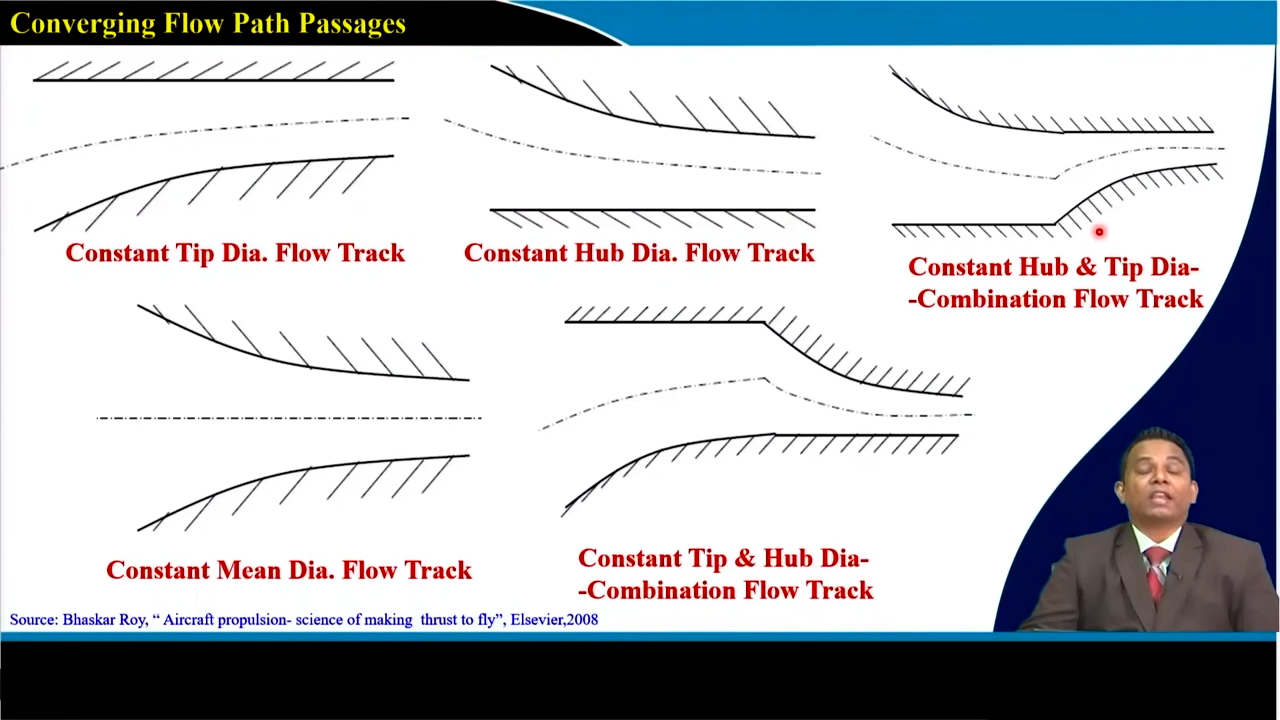 Converging Flow Path Passages
Constant Tip Dia. Flow Track
Constant Hub Dia. Flow Track
Constant Hub & Tip Dia-
-Combination Flow Track
Constant Mean Dia. Flow Track
Constant Tip & Hub Dia-
-Combination Flow Track
Source: Bhaskar Roy, “ Aircraft propulsion- science of making thrust to fly”, Elsevier,2008